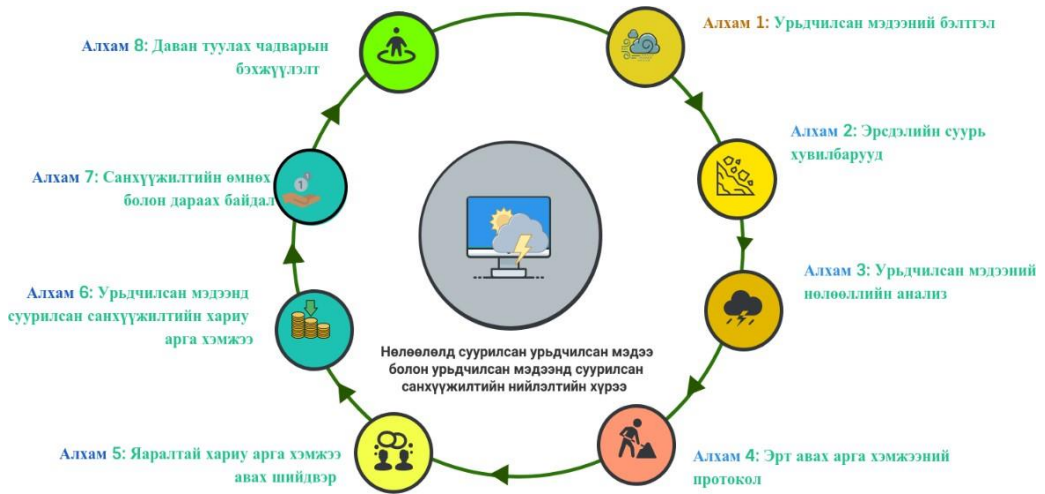 Алхам 1: Урьдчилсан мэдээний бэлтгэл
Алхам 2: Эрсдэлийн суурь
хувилбарууд
Алхам 3: Урьдчилсан мэдээний
нөлөөллийн анализ
Алхам 4: Эрт авах арга хэмжээний
протокол
Алхам 5: Яаралтай хариу арга хэмжээ
авах шийдвэр
Алхам 6: Урьдчилсан мэдээнд
суурилсан санхүүжилтийн хариу
арга хэмжээ
Алхам 7: Санхүүжилтийн өмнөх
болон дараах байдал
Алхам 8: Даван туулах чадварын
бэхжүүлэлт
Нөлөөлөлд суурилсан урьдчилсан мэдээ
болон урьдчилсан мэдээнд суурилсан
санхүүжилтийн нийлэлтийн хүрээ
1